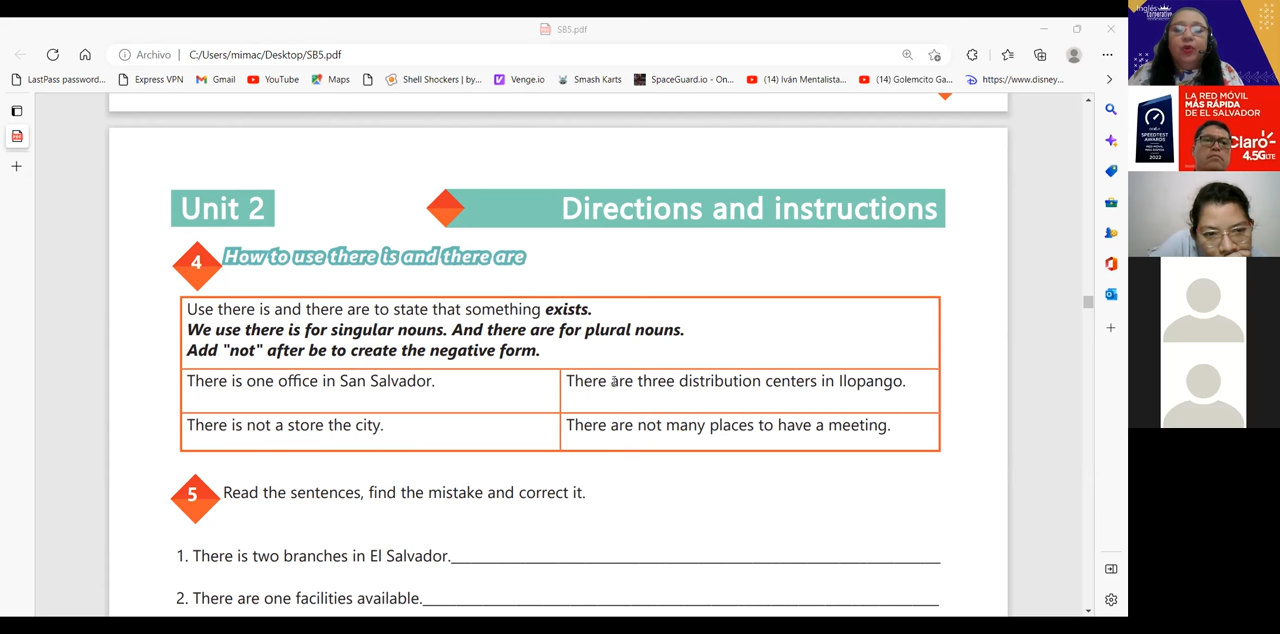 SB5.pdf
Archivo | C:/Users/mimac/Desktop/SB5.pdf
LastPass password... Express VPN Gmail YouTube Maps Shell Shockers | by... Venge.io Smash Karts SpaceGuard.io - On... (14) Iván Mentalista... (14) Golemcito Ga... https://www.disney...
Unit 2 Directions and instructions
4 How to use there is and there are
Use there is and there are to state that something exists.
We use there is for singular nouns. And there are for plural nouns.
Add "not" after be to create the negative form.
There is one office in San Salvador. There are three distribution centers in Ilopango.
There is not a store the city. There are not many places to have a meeting.
5 Read the sentences, find the mistake and correct it.
1. There is two branches in El Salvador.
2. There are one facilities available.
Inglés
Corporativo
LA RED MÓVIL
MÁS RÁPIDA
DE EL SALVADOR
SPEEDTEST
AWARDS
2022
Claro
4.5G LTE